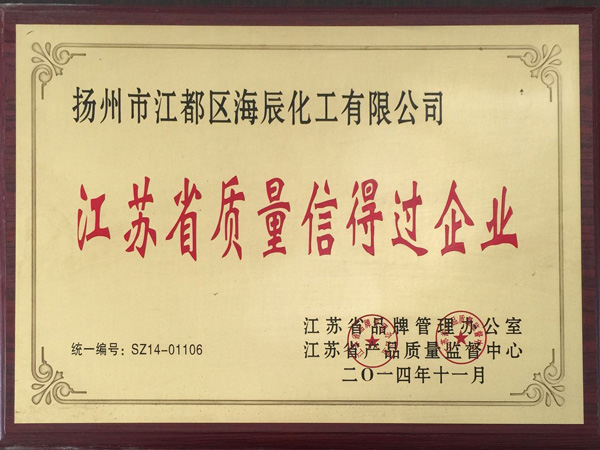 扬州市江都区海辰化工有限公司
江苏省质量信得过企业
江苏省品牌管理办公室
统一编号：SZ14-01106
江苏省产品质量监督中心
二〇一四年十一月